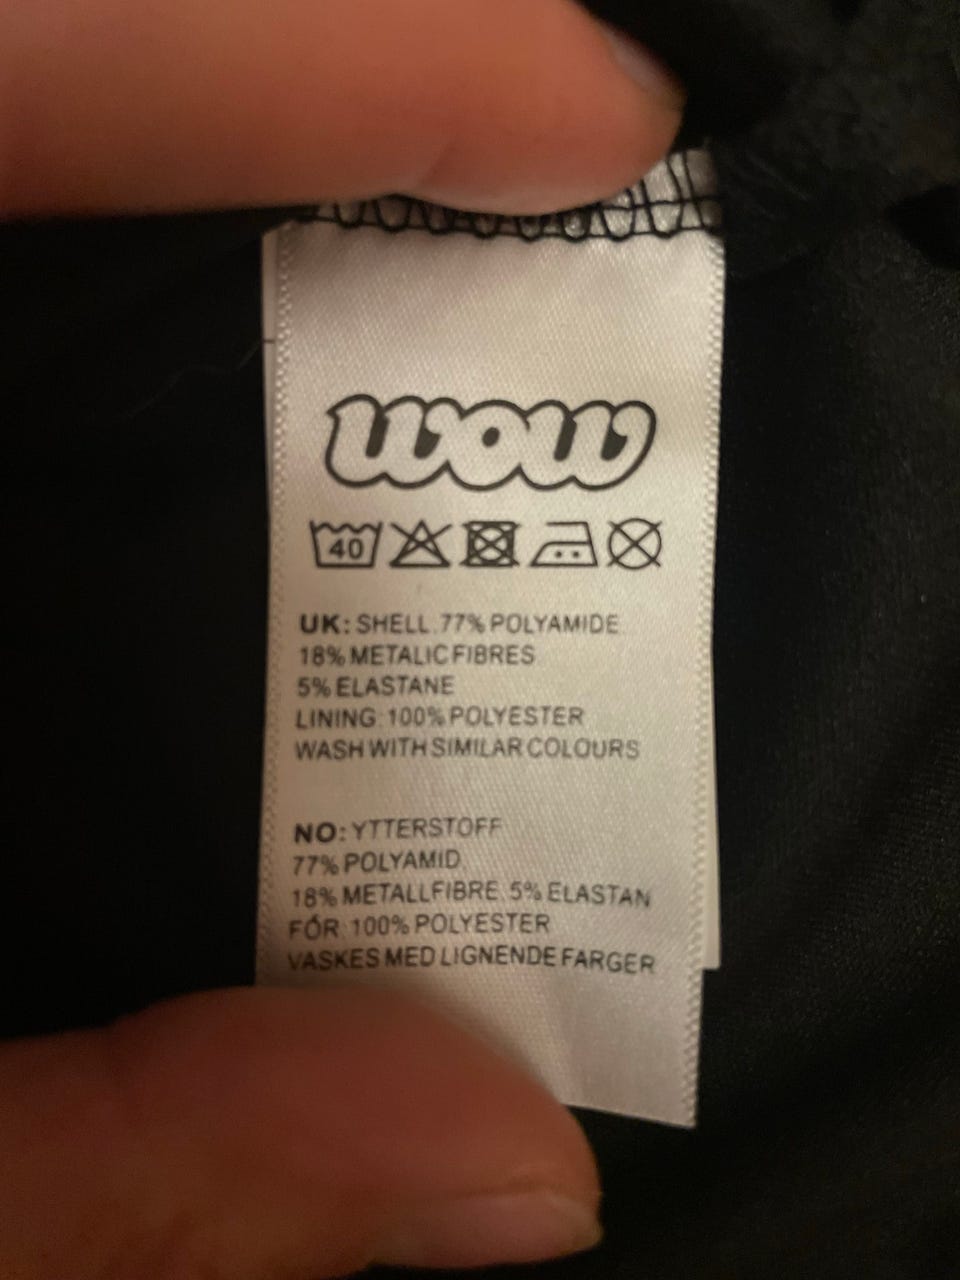 wow
40
UK: SHELL. 77% POLYAMIDE
18% METALIC FIBRES
5% ELASTANE
LINING: 100% POLYESTER
WASH WITH SIMILAR COLOURS
NO: YTTERSTOFF
77% POLYAMID.
18% METALLFIBRE. 5% ELASTAN
FÓR: 100% POLYESTER
VASKES MED LIGNENDE FARGER